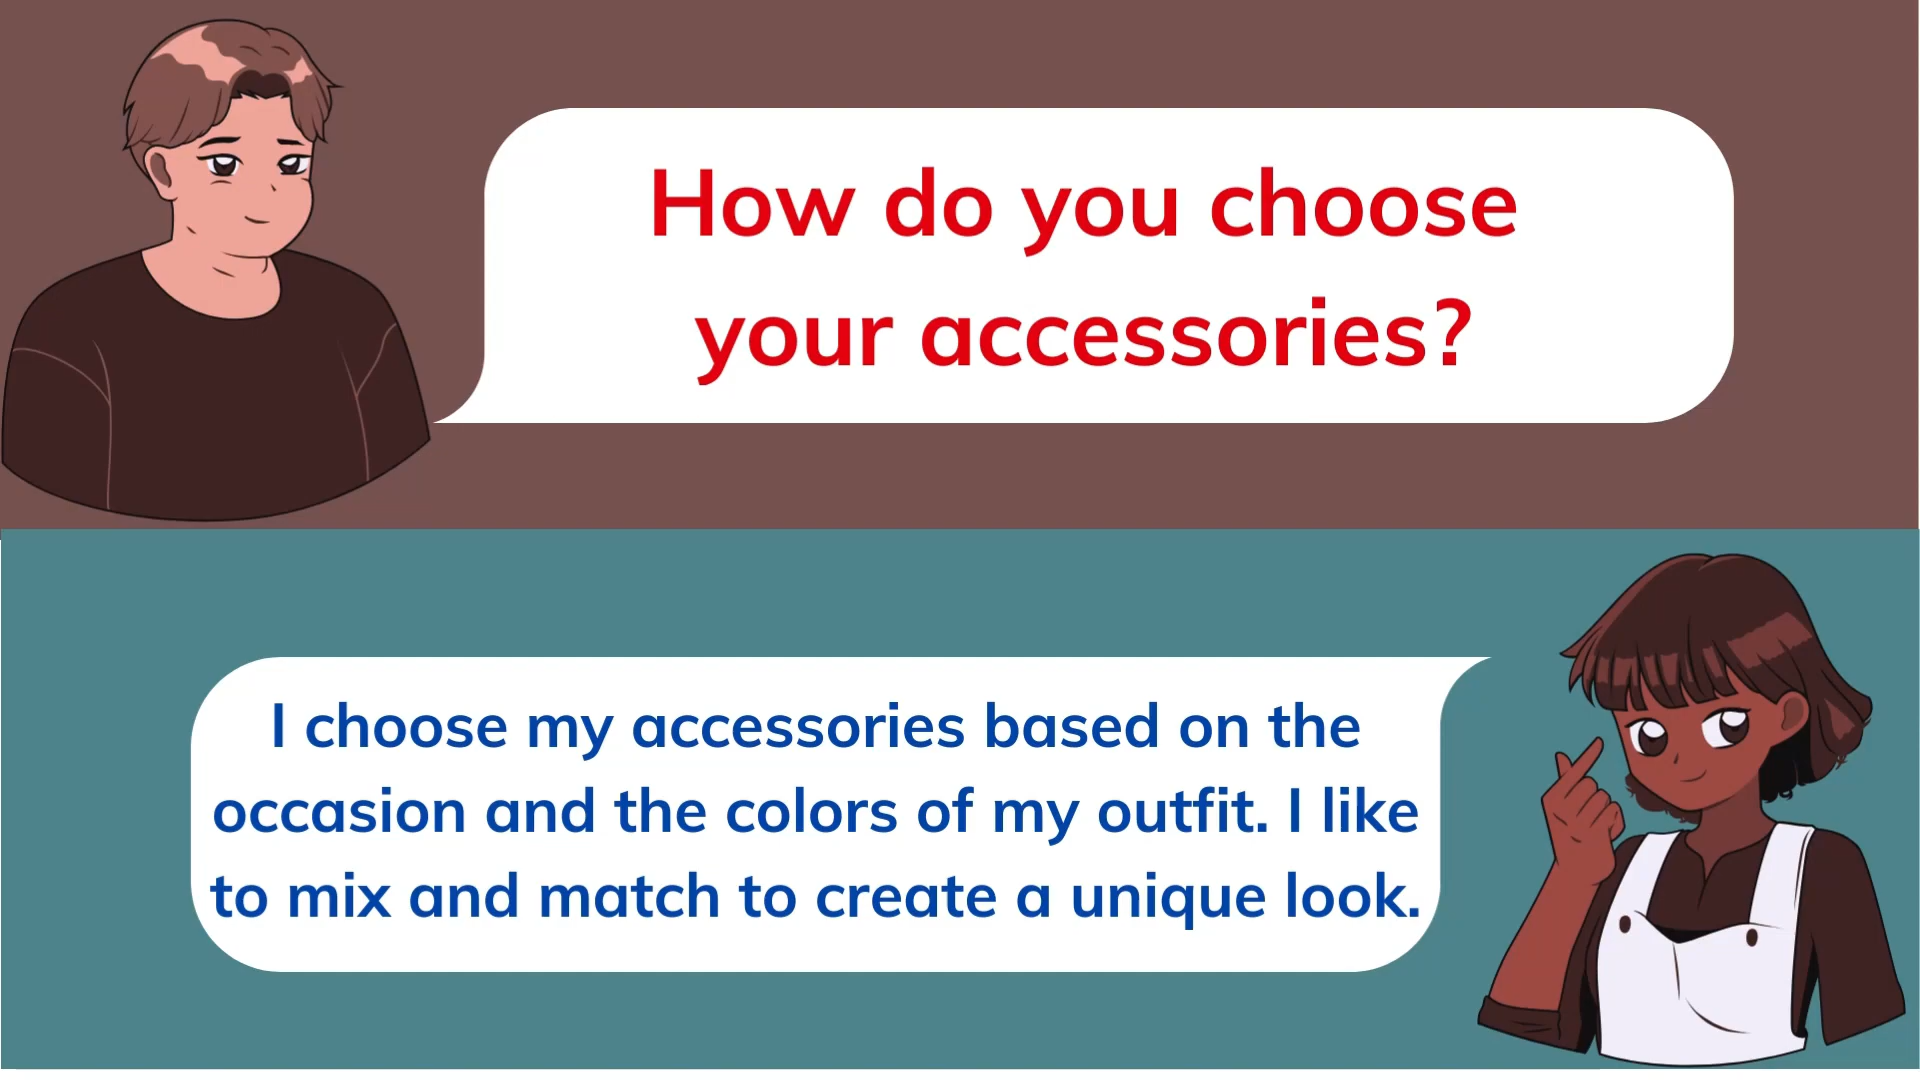 How do you choose
your accessories?
I choose my accessories based on the
occasion and the colors of my outfit. I like
to mix and match to create a unique look.